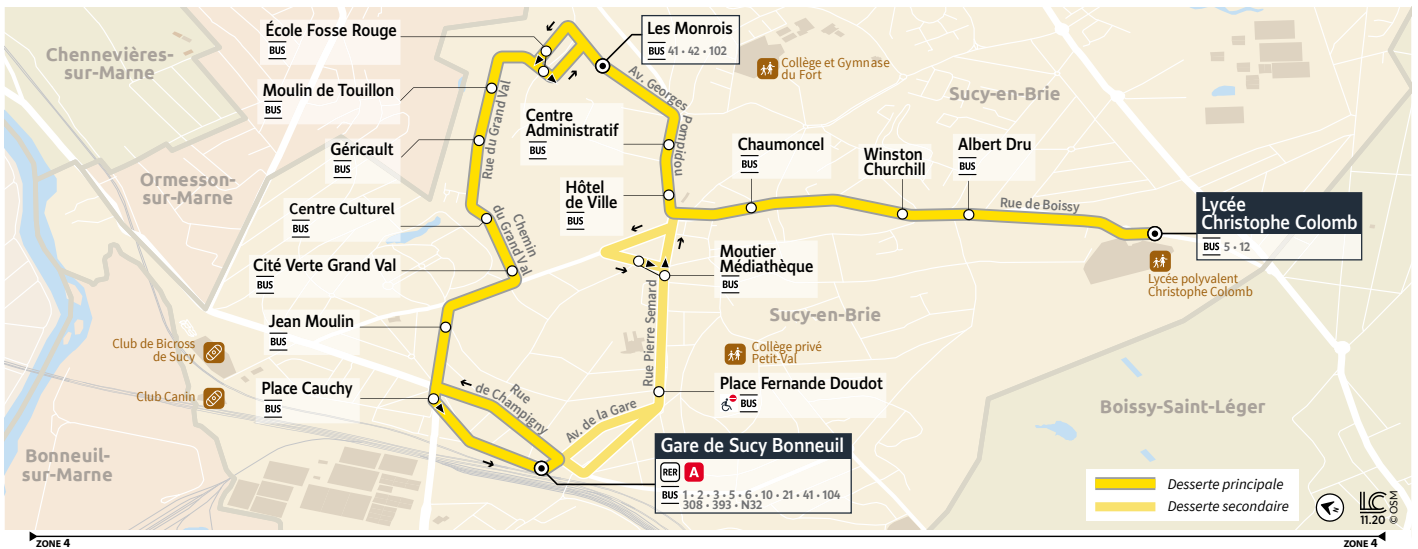 Chennevières-
sur-Marne
École Fosse Rouge
BUS
Les Monrois
BUS 41 • 42 • 102
Collège et Gymnase
du Fort
Sucy-en-Brie
Moulin de Touillon
BUS
Rue du Grand Val
Av. Georges
Pompidou
Centre
Administratif
BUS
Géricault
BUS
Chaumoncel
BUS
Winston
Churchill
Albert Dru
BUS
Ormesson-
sur-Marne
Hôtel
de Ville
BUS
Centre Culturel
BUS
Chemin
du Grand Val
Rue de Boissy
Lycée
Christophe Colomb
BUS 5 • 12
Cité Verte Grand Val
BUS
Moutier
Médiathèque
BUS
Lycée polyvalent
Christophe Colomb
Jean Moulin
BUS
Sucy-en-Brie
Club de Bicross
de Sucy
Rue Pierre Semard
Collège privé
Petit-Val
Place Cauchy
BUS
Club Canin
Rue
de Champigny
Place Fernande Doudot
BUS
Av. de la Gare
Boissy-Saint-Léger
Bonneuil-
sur-Marne
Gare de Sucy Bonneuil
RER A
BUS 1 • 2 • 3 • 5 • 6 • 10 • 21 • 41 • 104
308 • 393 • N32
Desserte principale
Desserte secondaire
N
LC
11.20
© OSM
ZONE 4
ZONE 4